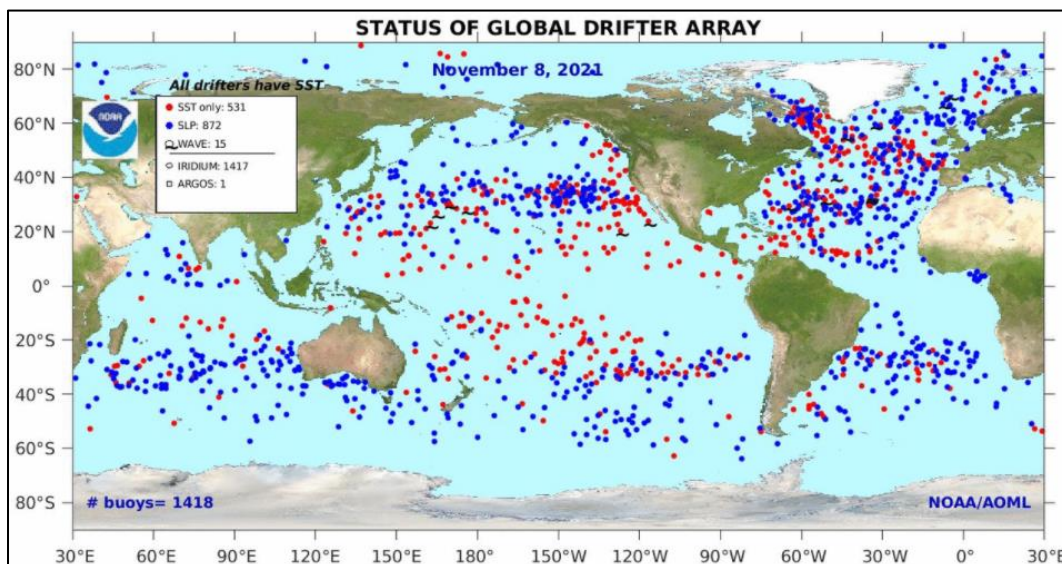 STATUS OF GLOBAL DRIFTER ARRAY
November 8, 2021
All drifters have SST
SST only: 531
SLP: 872
WAVE: 15
IRIDIUM: 1417
ARGOS: 1
NOAA
80°N
60°N
40°N
20°N
0°
20°S
40°S
60°S
80°S
# buoys= 1418
NOAA/AOML
30°E 60°E 90°E 120°E 150°E 180° 150°W 120°W 90°W 60°W 30°W 0° 30°E